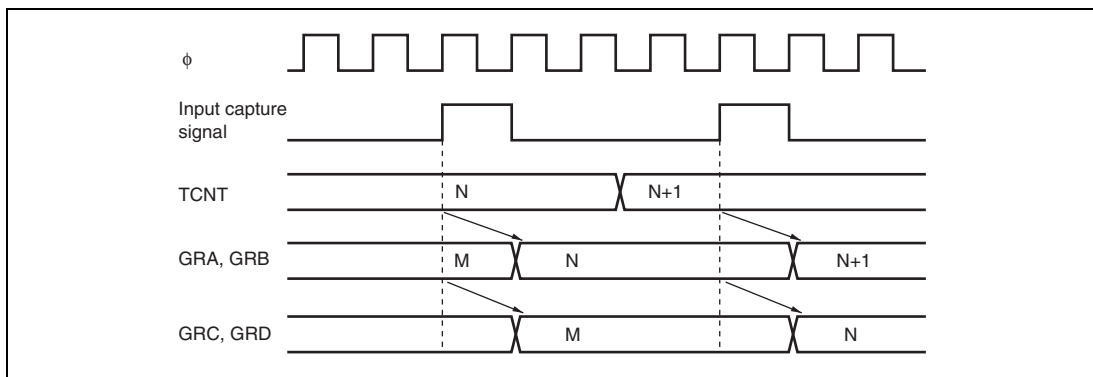 φ
Input capture
signal
TCNT
N
N+1
GRA, GRB
M
N
N+1
GRC, GRD
M
N